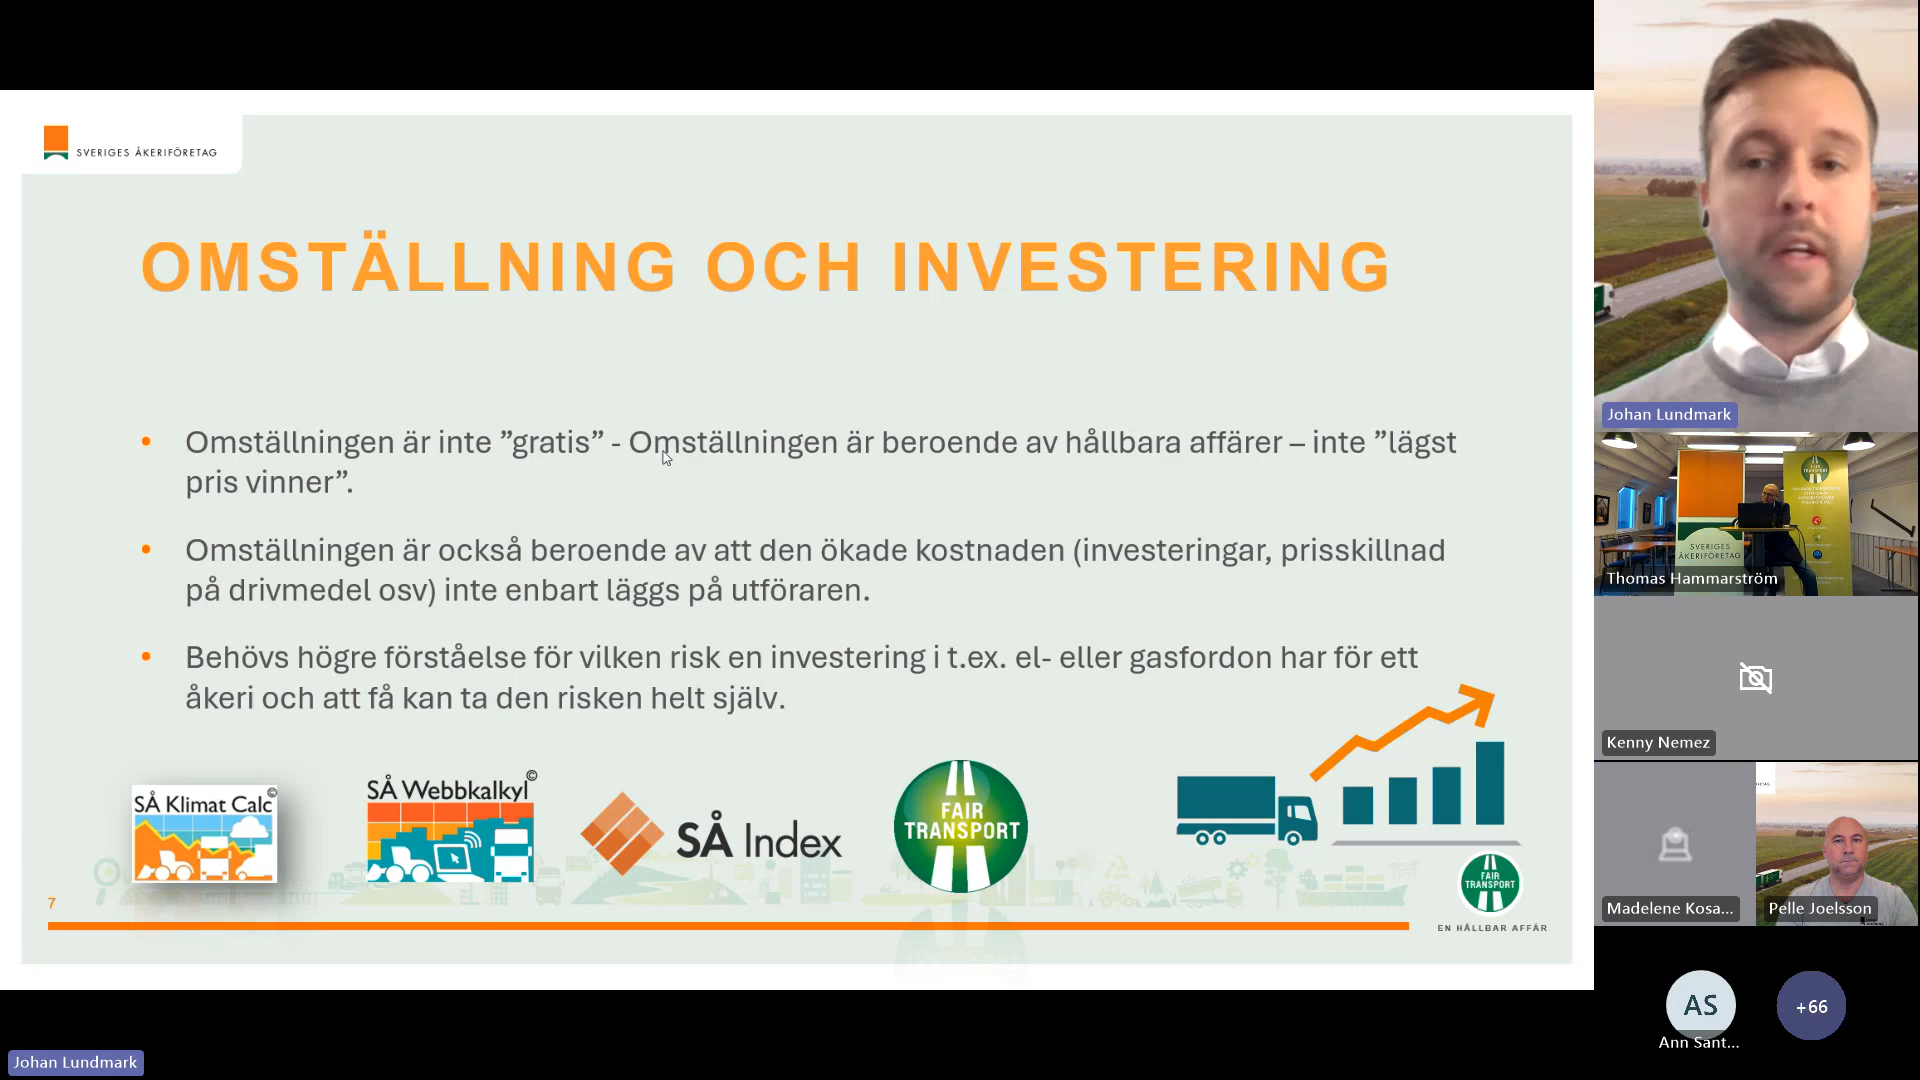 SVERIGES ÅKERIFÖRETAG
OMSTÄLLNING OCH INVESTERING
• Omställningen är inte ”gratis” - Omställningen är beroende av hållbara affärer – inte ”lägst
pris vinner”.
• Omställningen är också beroende av att den ökade kostnaden (investeringar, prisskillnad
på drivmedel osv) inte enbart läggs på utföraren.
• Behövs högre förståelse för vilken risk en investering i t.ex. el- eller gasfordon har för ett
åkeri och att få kan ta den risken helt själv.
SÅ Klimat Calc©
SÅ Webbkalkyl©
SÅ Index
FAIR
TRANSPORT
FAIR
TRANSPORT
EN HÅLLBAR AFFÄR
7
Johan Lundmark
Johan Lundmark
FAIR
TRANSPORT
SVERIGES
ÅKERIFÖRETAG
Thomas Hammarström
Kenny Nemez
Madelene Kosa...
Pelle Joelsson
AS
+66
Ann Sant...